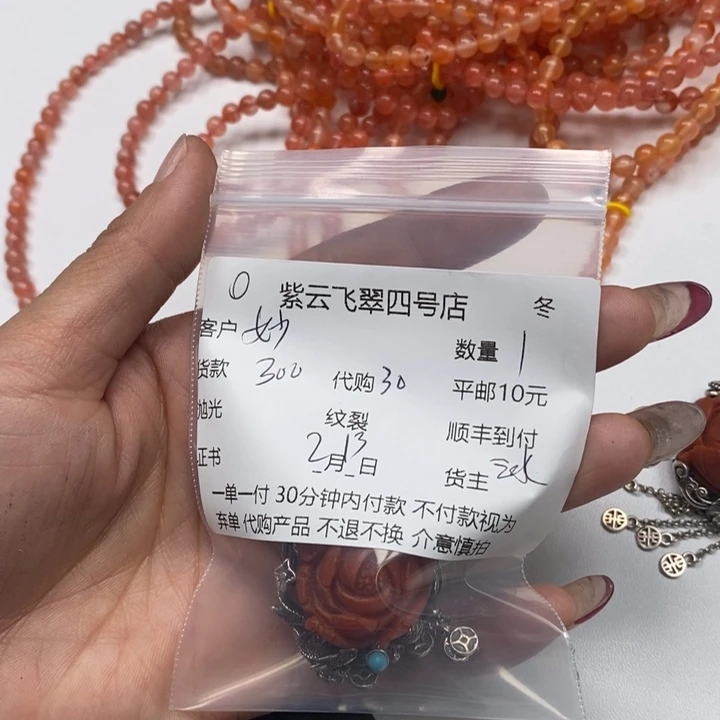 0 紫云飞翠四号店 冬
客户 妙 数量 1
货款 300 代购 30 平邮10元
抛光 纹裂 顺丰到付
证书 2月13日 货主
一单一付 30分钟内付款 不付款视为
弃单 代购产品 不退不换 介意慎拍